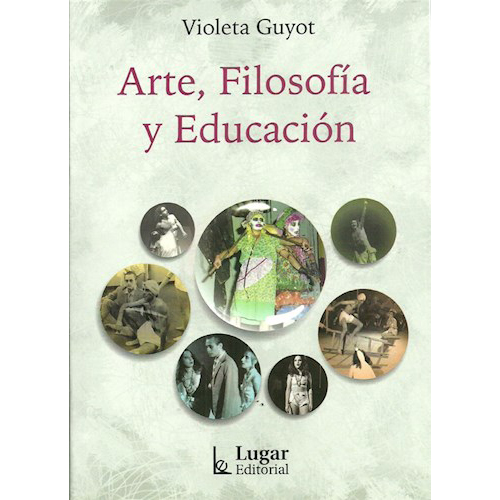 Violeta Guyot
Arte, Filosofía
y Educación
Lugar
Editorial